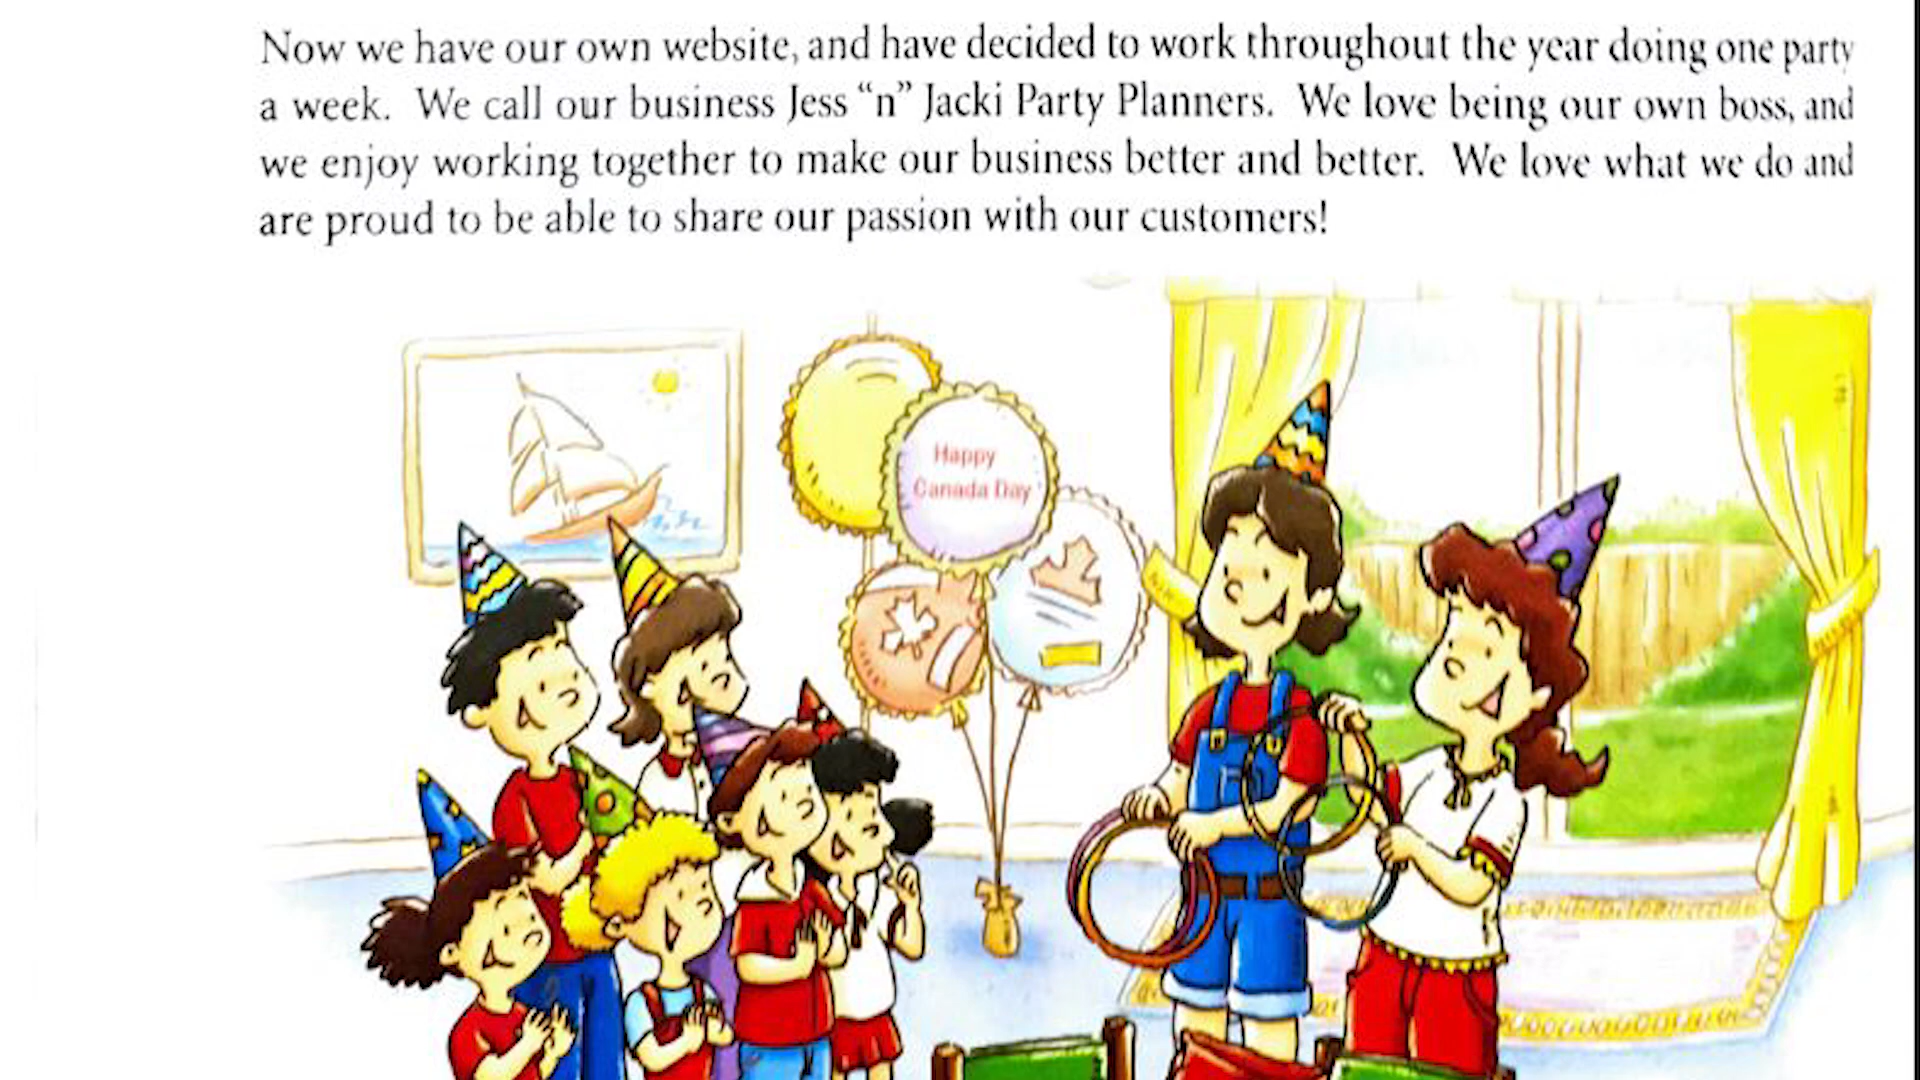 Now we have our own website, and have decided to work throughout the year doing one party
a week. We call our business Jess “n” Jacki Party Planners. We love being our own boss, and
we enjoy working together to make our business better and better. We love what we do and
are proud to be able to share our passion with our customers!
Happy
Canada Day